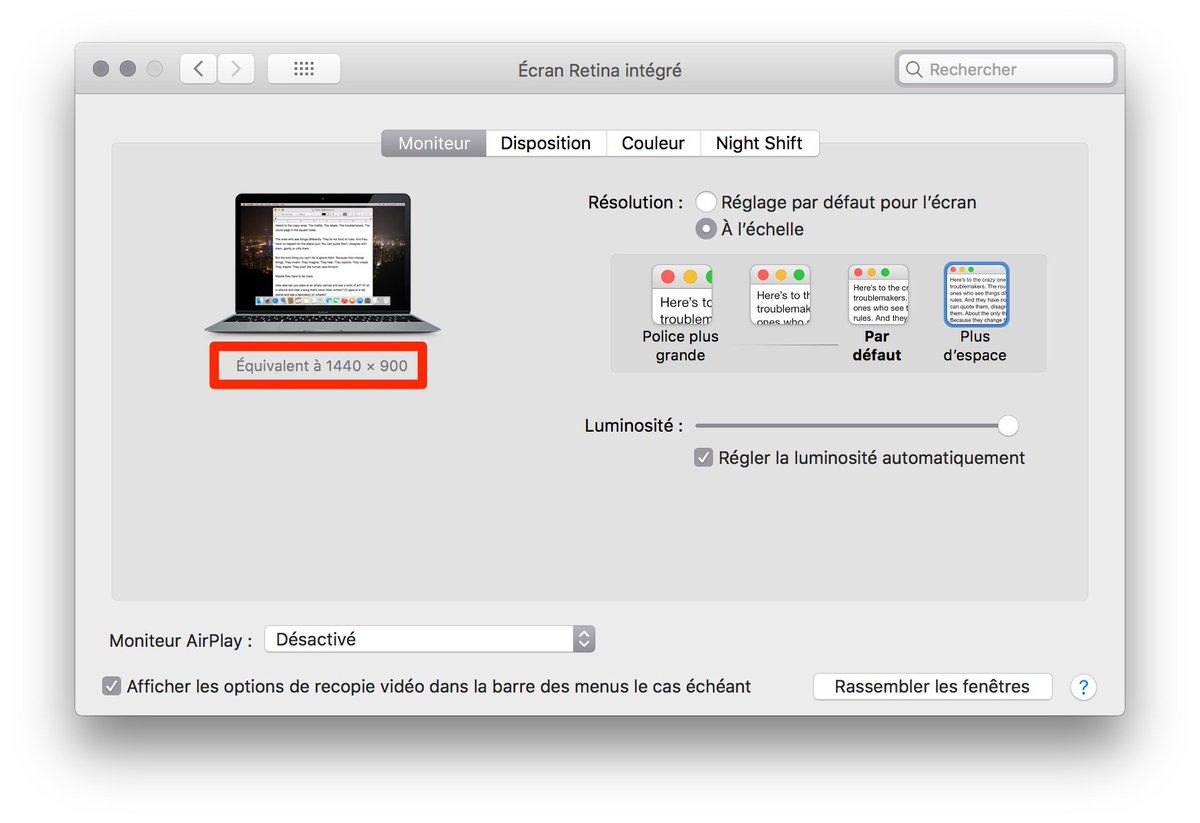 Écran Retina intégré
Rechercher
Moniteur
Disposition
Couleur
Night Shift
Résolution :
Réglage par défaut pour l’écran
À l’échelle
Équivalent à 1440 × 900
Here's to
troublem
Here's to th
troublemak
ones who
Here's to the cr
troublemakers.
ones who see t
rules. And they
Here's to the crazy one
troublemakers. The rou
ones who see things di
rules. And they have no
can quote them, disagr
them. About the only th
Because they change t
Police plus
grande
Par
défaut
Plus
d’espace
Luminosité :
Régler la luminosité automatiquement
Moniteur AirPlay :
Désactivé
Afficher les options de recopie vidéo dans la barre des menus le cas échéant
Rassembler les fenêtres
?